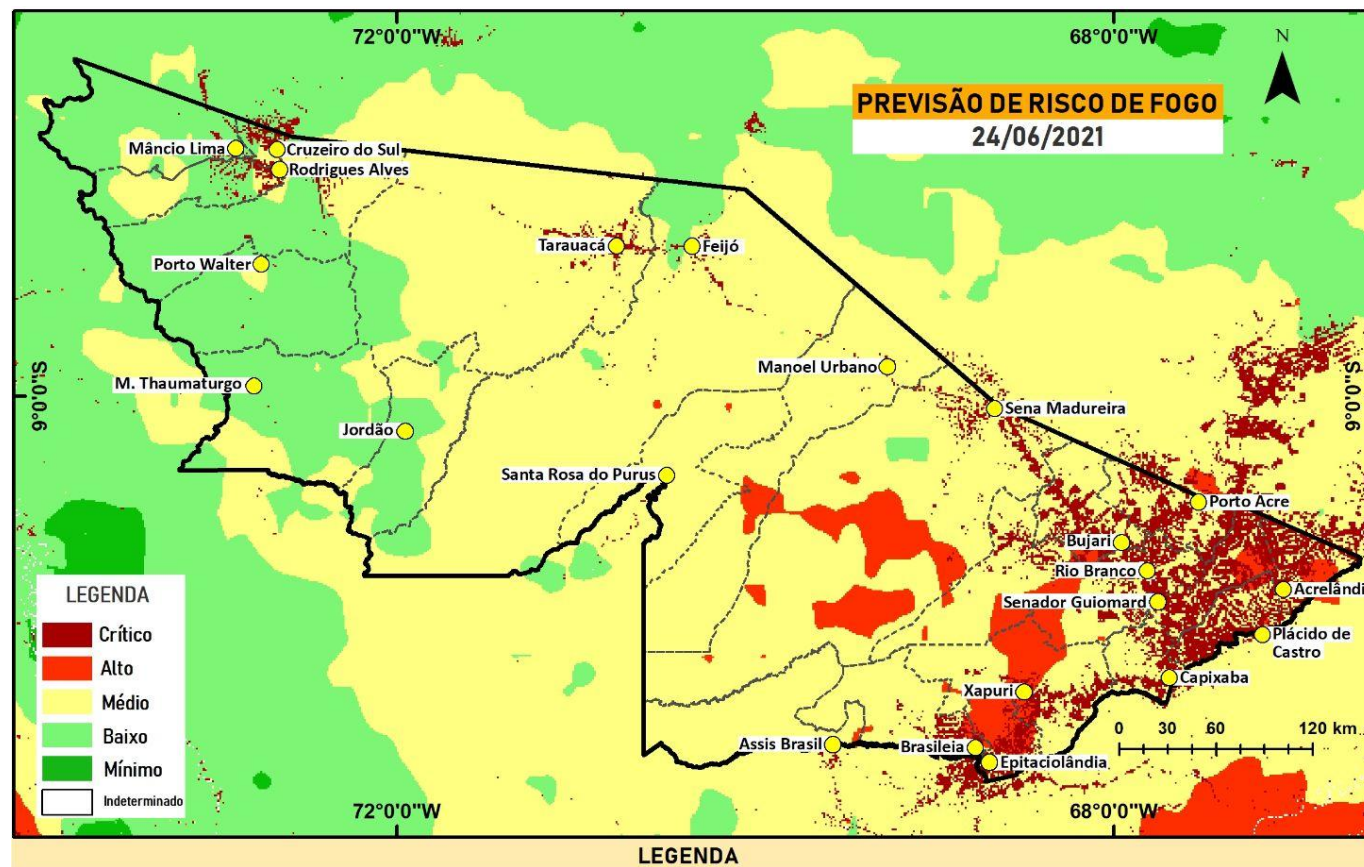 72°0'0"W
68°0'0"W
N
PREVISÃO DE RISCO DE FOGO
24/06/2021
Mâncio Lima
Cruzeiro do Sul
Rodrigues Alves
Tarauacá
Feijó
Porto Walter
Manoel Urbano
M. Thaumaturgo
9°0'0"S
9°0'0"S
Sena Madureira
Jordão
Santa Rosa do Purus
Porto Acre
Bujari
Rio Branco
Acrelândi
Senador Guiomard
Plácido de
Castro
Capixaba
Xapuri
Assis Brasil
Brasileia
Epitaciolândia
0 30 60 120 km
LEGENDA
Crítico
Alto
Médio
Baixo
Mínimo
Indeterminado
72°0'0"W
68°0'0"W
LEGENDA